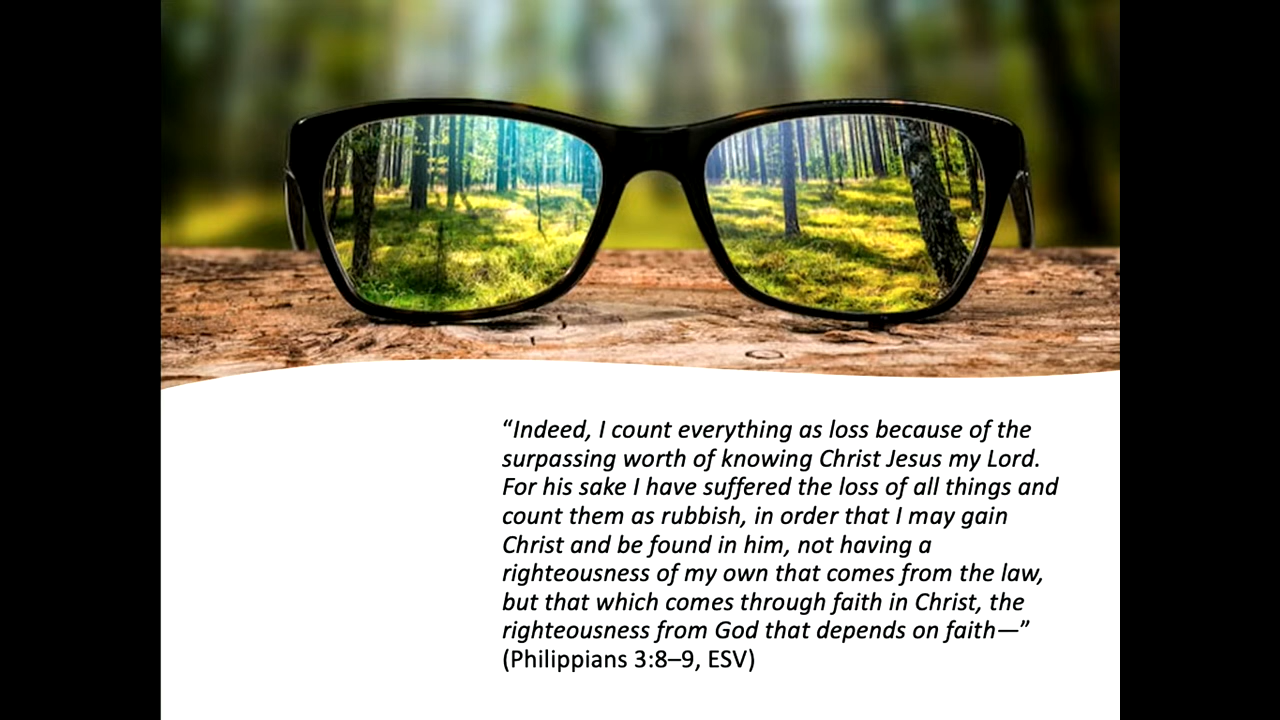 “Indeed, I count everything as loss because of the
surpassing worth of knowing Christ Jesus my Lord.
For his sake I have suffered the loss of all things and
count them as rubbish, in order that I may gain
Christ and be found in him, not having a
righteousness of my own that comes from the law,
but that which comes through faith in Christ, the
righteousness from God that depends on faith—”
(Philippians 3:8–9, ESV)